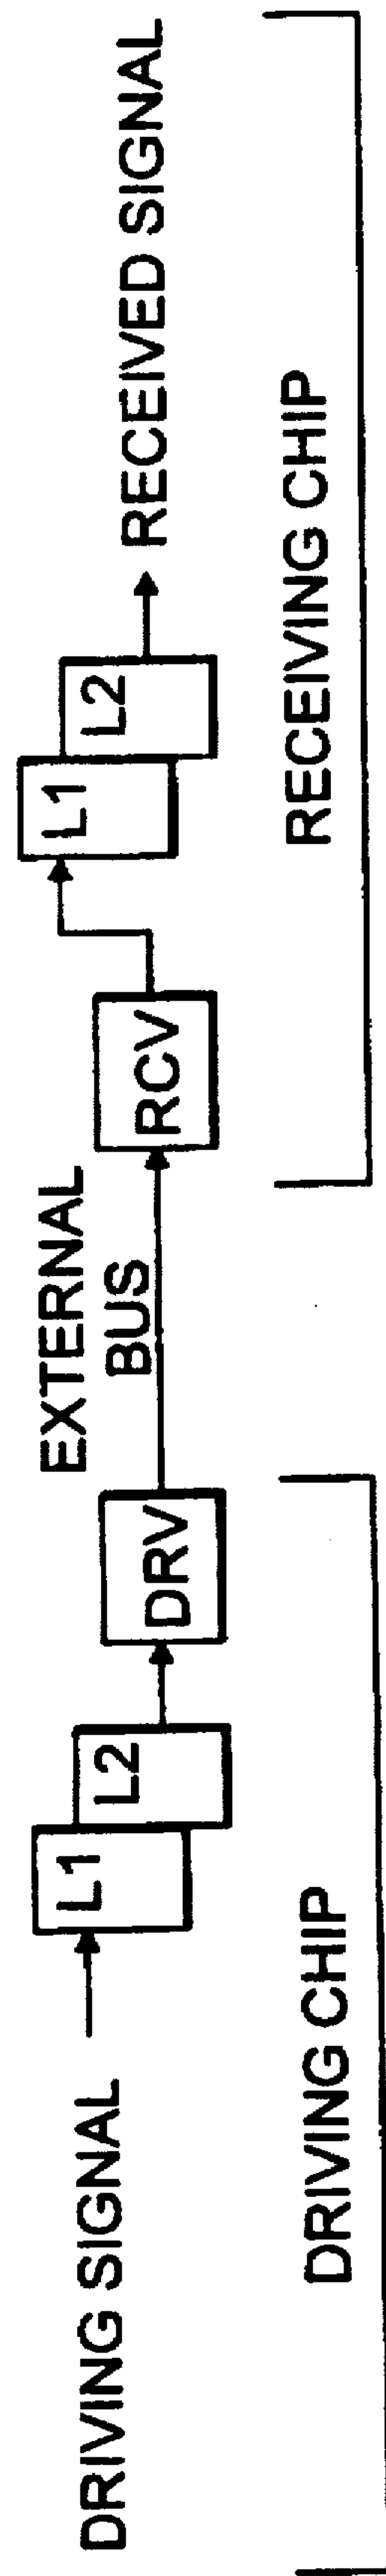 DRIVING SIGNAL
L1
L2
DRV
EXTERNAL
BUS
RCV
L1
L2
RECEIVED SIGNAL
DRIVING CHIP
RECEIVING CHIP